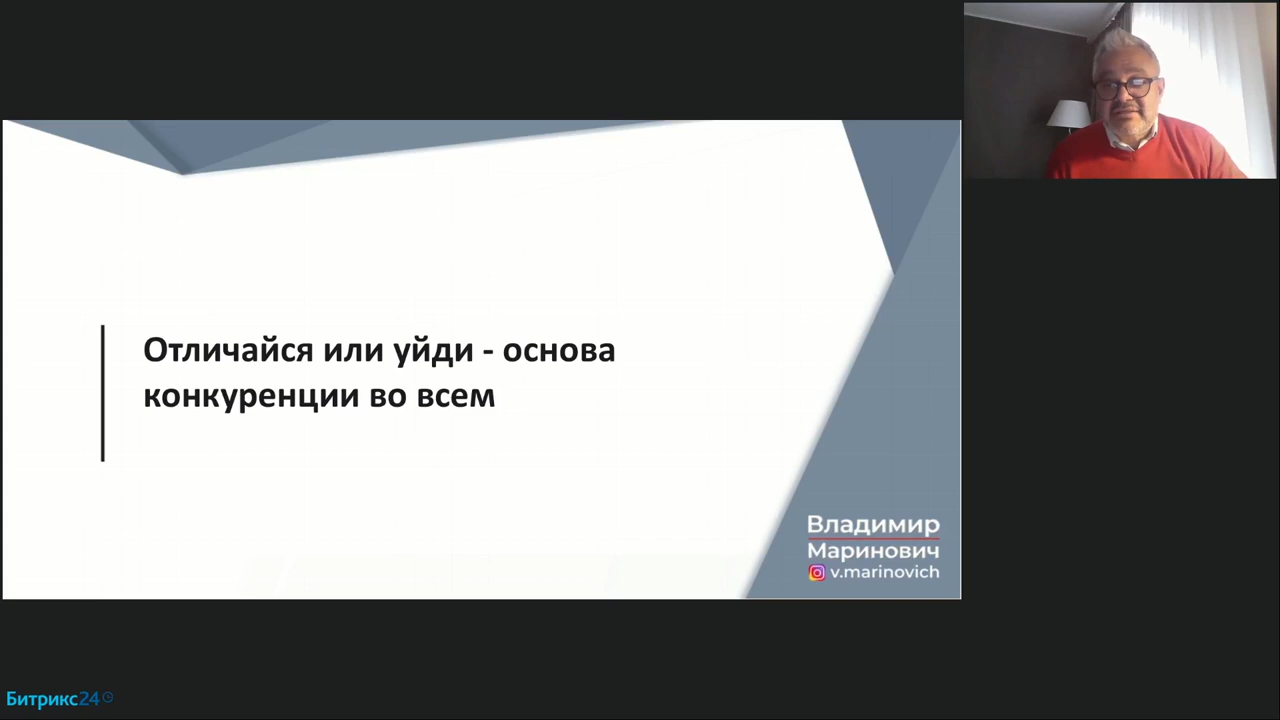 Отличайся или уйди - основа
конкуренции во всем
Владимир
Маринович
v.marinovich
Битрикс24